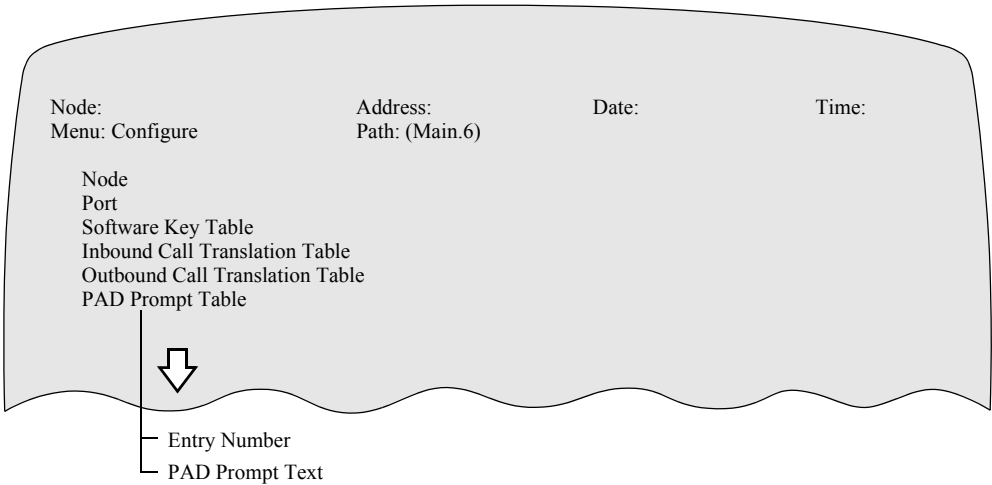 Node: Address: Date: Time:
Menu: Configure Path: (Main.6)
Node
Port
Software Key Table
Inbound Call Translation Table
Outbound Call Translation Table
PAD Prompt Table
Entry Number
PAD Prompt Text